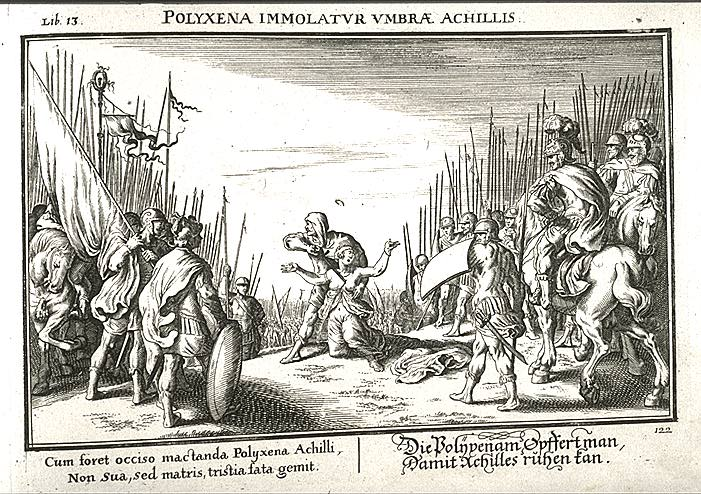 Lib. 13.
POLYXENA IMMOLATVR VMBRÆ ACHILLIS.
122
Cum foret occiso mactanda Polyxena Achilli,
Non sua, sed matris, tristia fata gemit.
Die Polÿxenam Opffert man,
Damit Achilles ruhen kan.